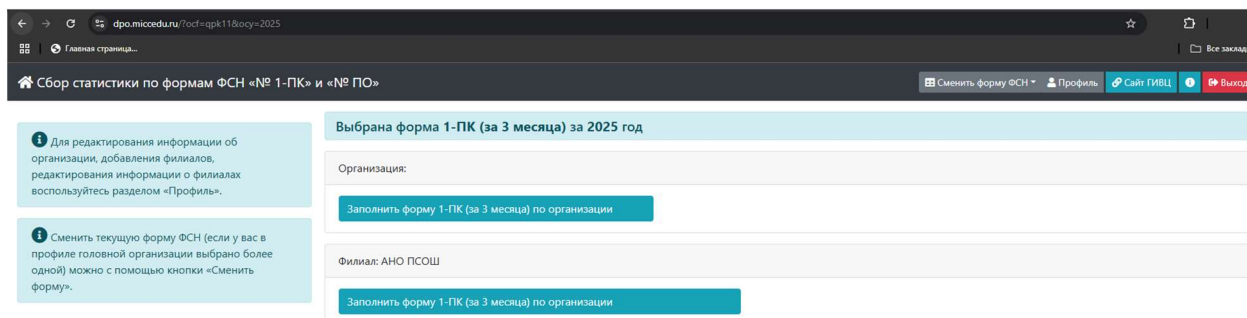 dpo.miccedu.ru/?ocf=qpk11&ocy=2025
Главная страница...
Все заклад
Сбор статистики по формам ФСН «№ 1-ПК» и «№ ПО»
Сменить форму ФСН
Профиль
Сайт ГИВЦ
Выход
Для редактирования информации об
организации, добавления филиалов,
редактирования информации о филиалах
воспользуйтесь разделом «Профиль».
Сменить текущую форму ФСН (если у вас в
профиле головной организации выбрано более
одной) можно с помощью кнопки «Сменить
форму».
Выбрана форма 1-ПК (за 3 месяца) за 2025 год
Организация:
Заполнить форму 1-ПК (за 3 месяца) по организации
Филиал: АНО ПСОШ
Заполнить форму 1-ПК (за 3 месяца) по организации